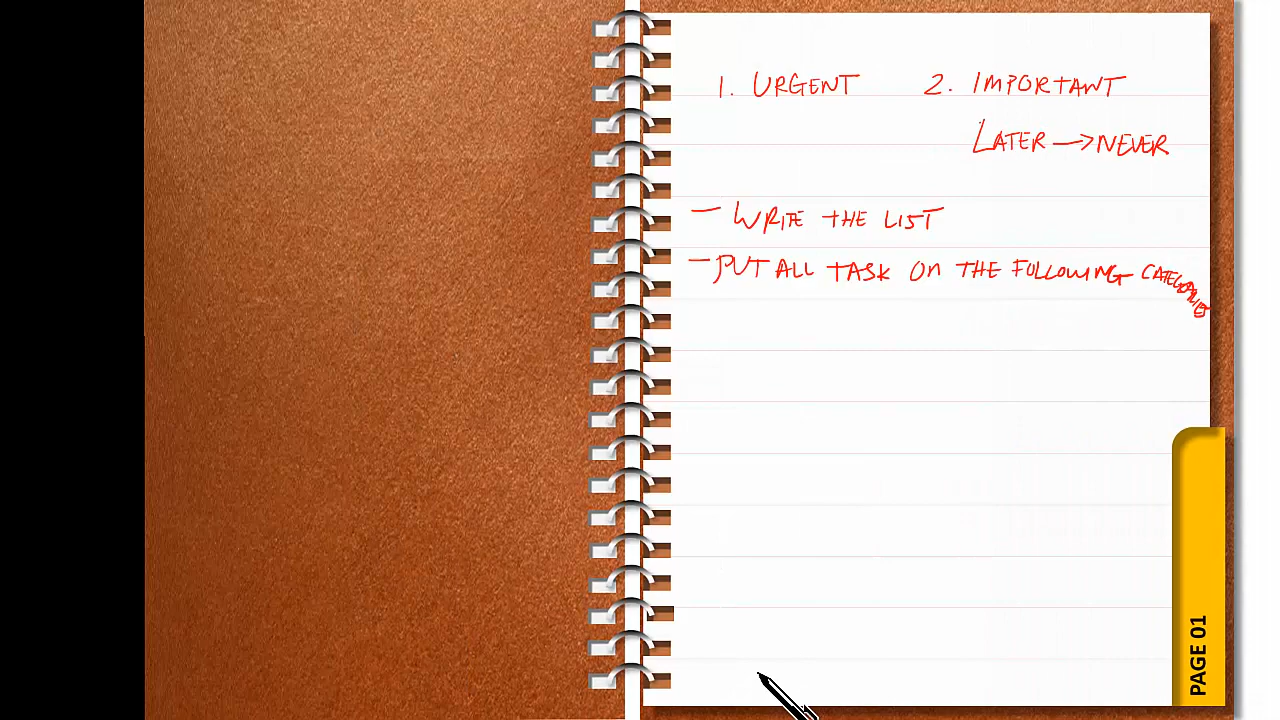 1. URGENT 2. IMPORTANT
LATER → NEVER
- WRITE THE LIST
- PUT ALL TASK ON THE FOLLOWING CATEGORIES
PAGE 01